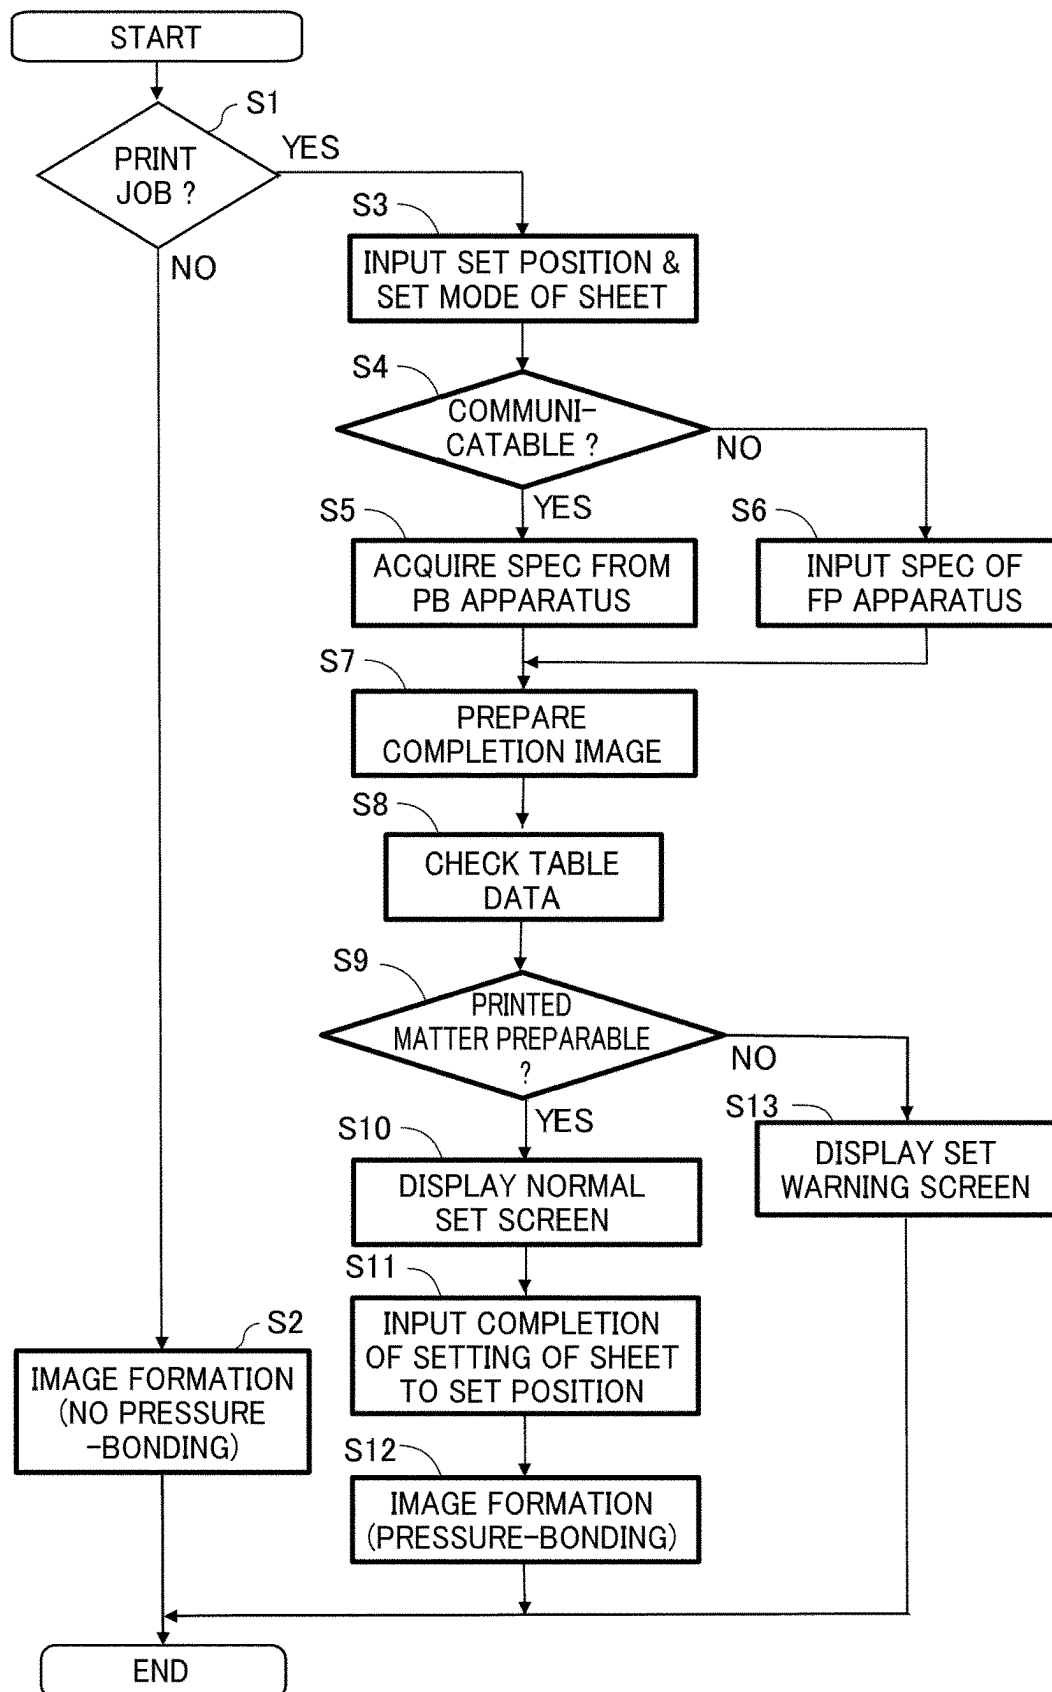 START
S1
PRINT
JOB ?
YES
NO
S3
INPUT SET POSITION &
SET MODE OF SHEET
S4
COMMUNI-
CATABLE ?
NO
YES
S5
ACQUIRE SPEC FROM
PB APPARATUS
S6
INPUT SPEC OF
FP APPARATUS
S7
PREPARE
COMPLETION IMAGE
S8
CHECK TABLE
DATA
S9
PRINTED
MATTER PREPARABLE
?
NO
YES
S10
DISPLAY NORMAL
SET SCREEN
S13
DISPLAY SET
WARNING SCREEN
S11
INPUT COMPLETION
OF SETTING OF SHEET
TO SET POSITION
S2
IMAGE FORMATION
(NO PRESSURE
-BONDING)
S12
IMAGE FORMATION
(PRESSURE-BONDING)
END